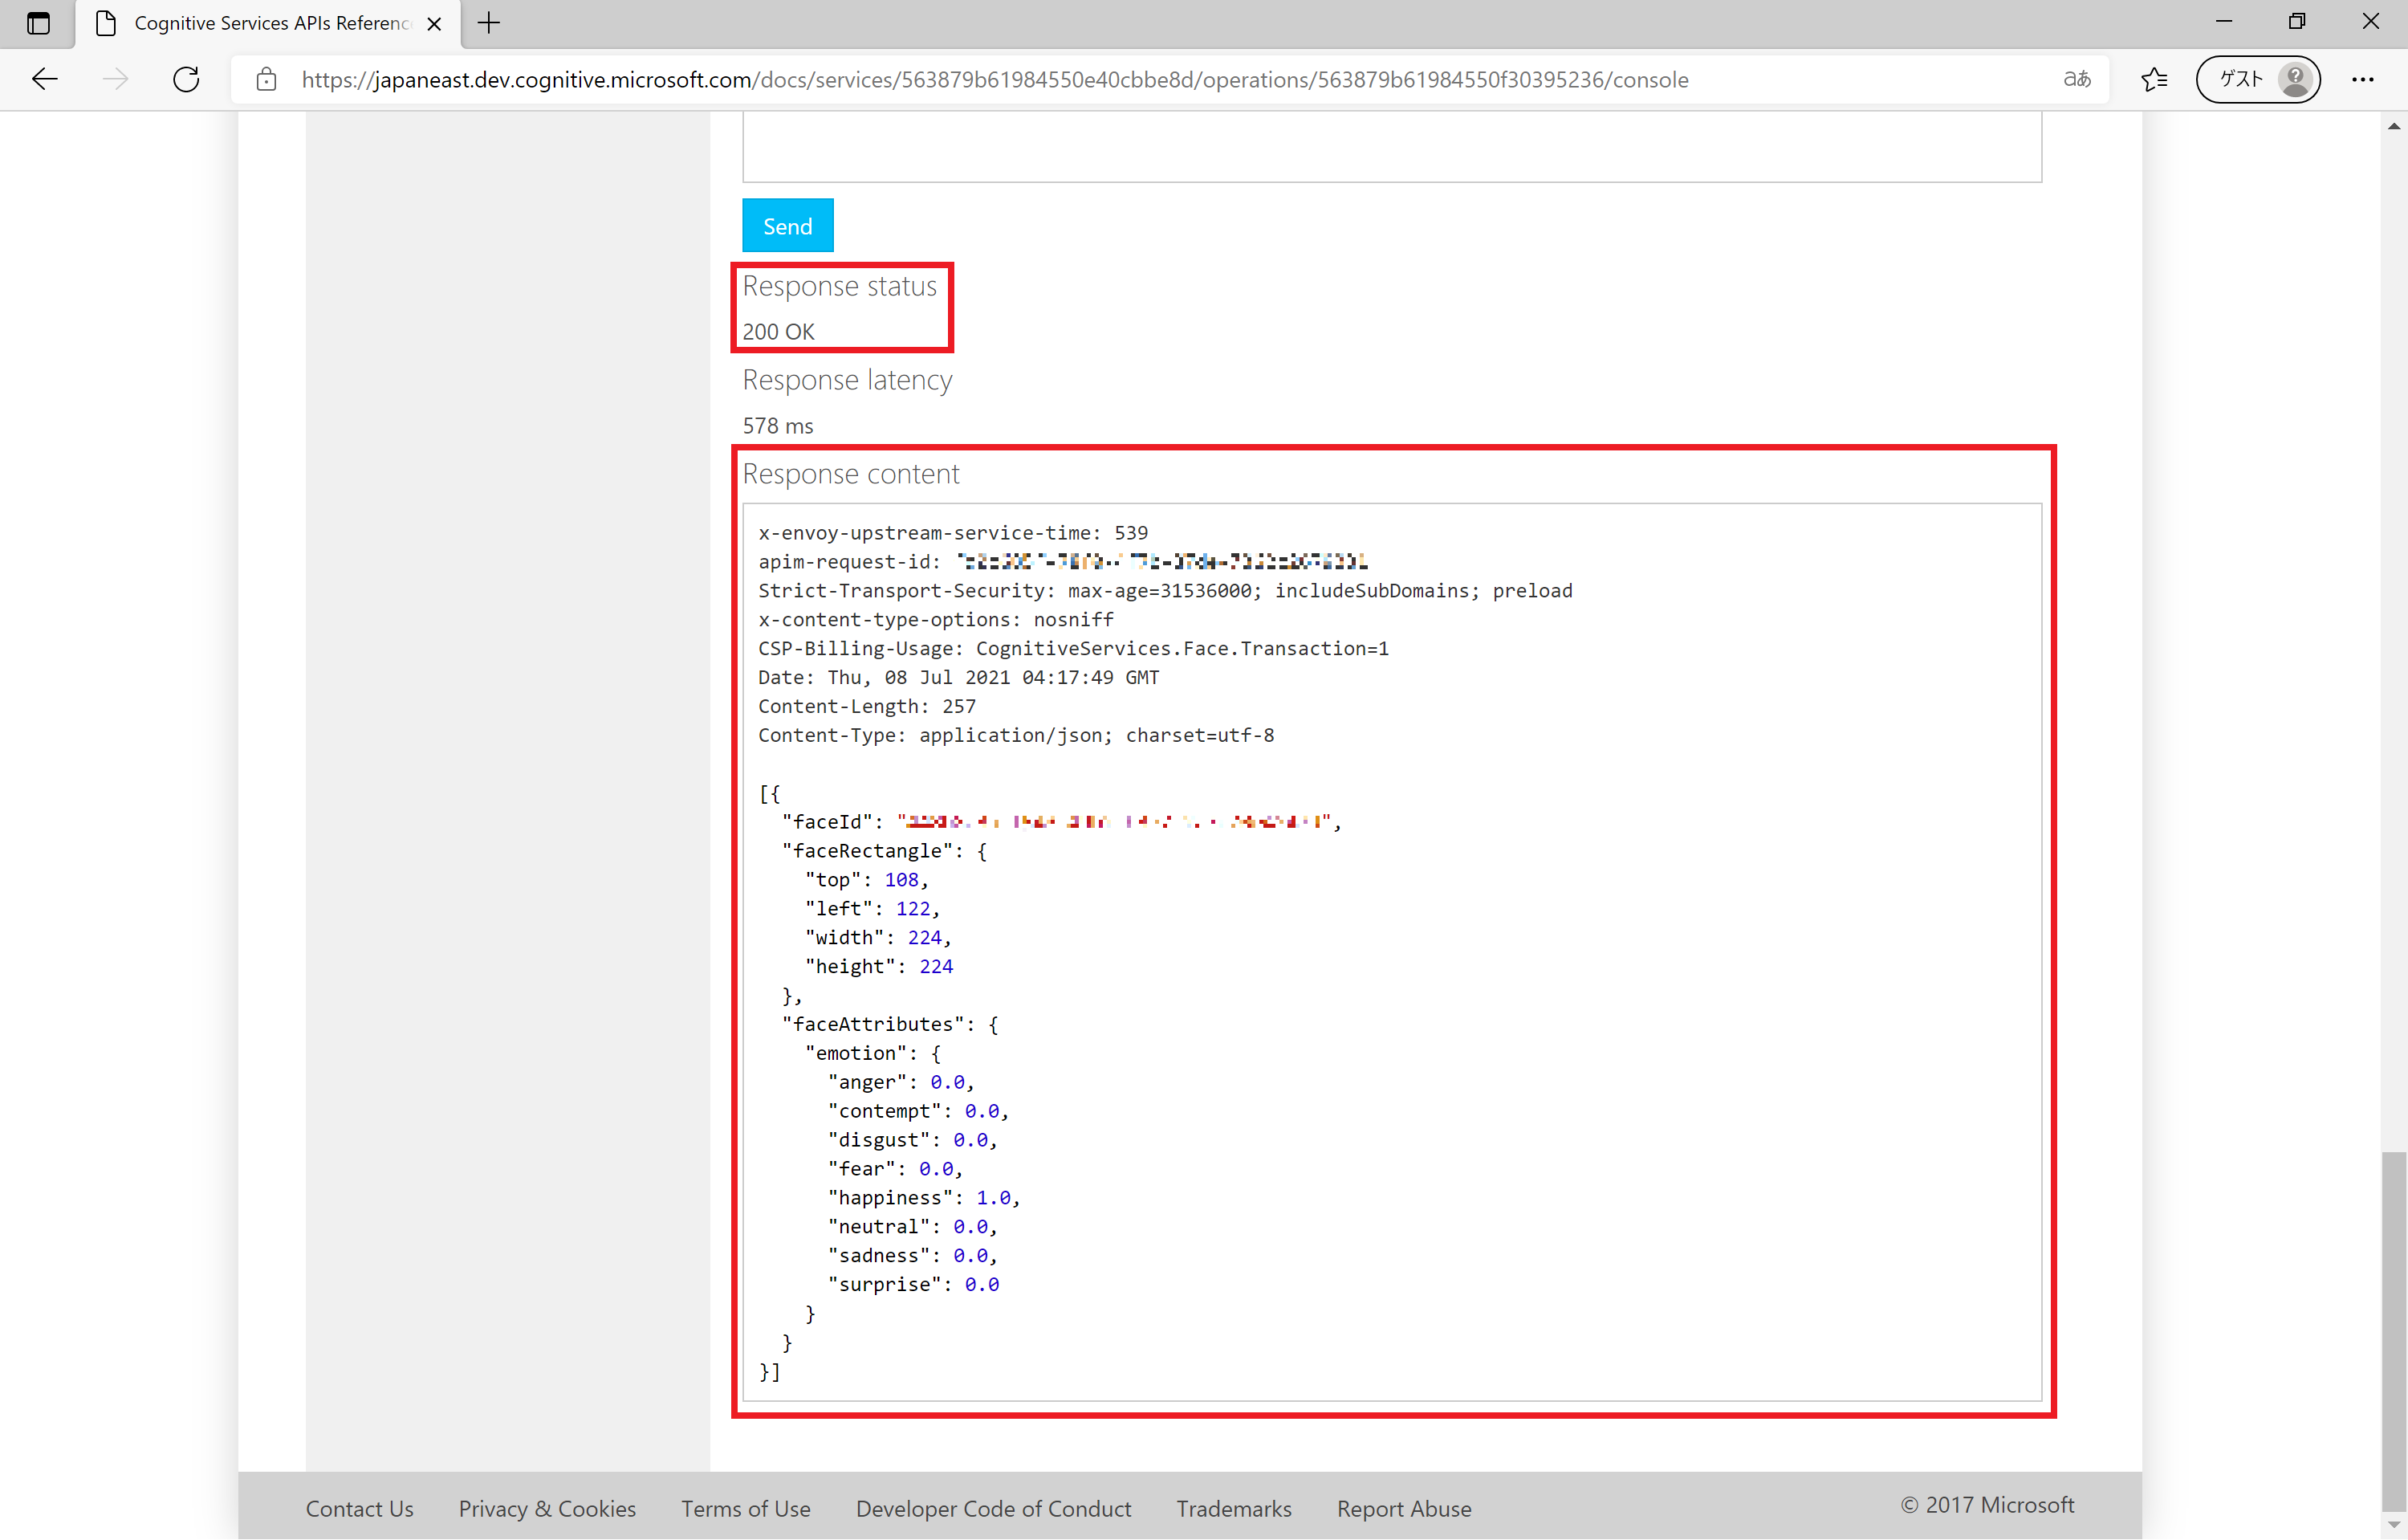 Cognitive Services APIs Referenc
https://japaneast.dev.cognitive.microsoft.com/docs/services/563879b61984550e40cbbe8d/operations/563879b61984550f30395236/console
aあ
ゲスト
Send
Response status
200 OK
Response latency
578 ms
Response content
x-envoy-upstream-service-time: 539
apim-request-id:
Strict-Transport-Security: max-age=31536000; includeSubDomains; preload
x-content-type-options: nosniff
CSP-Billing-Usage: CognitiveServices.Face.Transaction=1
Date: Thu, 08 Jul 2021 04:17:49 GMT
Content-Length: 257
Content-Type: application/json; charset=utf-8
[{
"faceId": "",
"faceRectangle": {
"top": 108,
"left": 122,
"width": 224,
"height": 224
},
"faceAttributes": {
"emotion": {
"anger": 0.0,
"contempt": 0.0,
"disgust": 0.0,
"fear": 0.0,
"happiness": 1.0,
"neutral": 0.0,
"sadness": 0.0,
"surprise": 0.0
}
}
}]
Contact Us
Privacy & Cookies
Terms of Use
Developer Code of Conduct
Trademarks
Report Abuse
© 2017 Microsoft